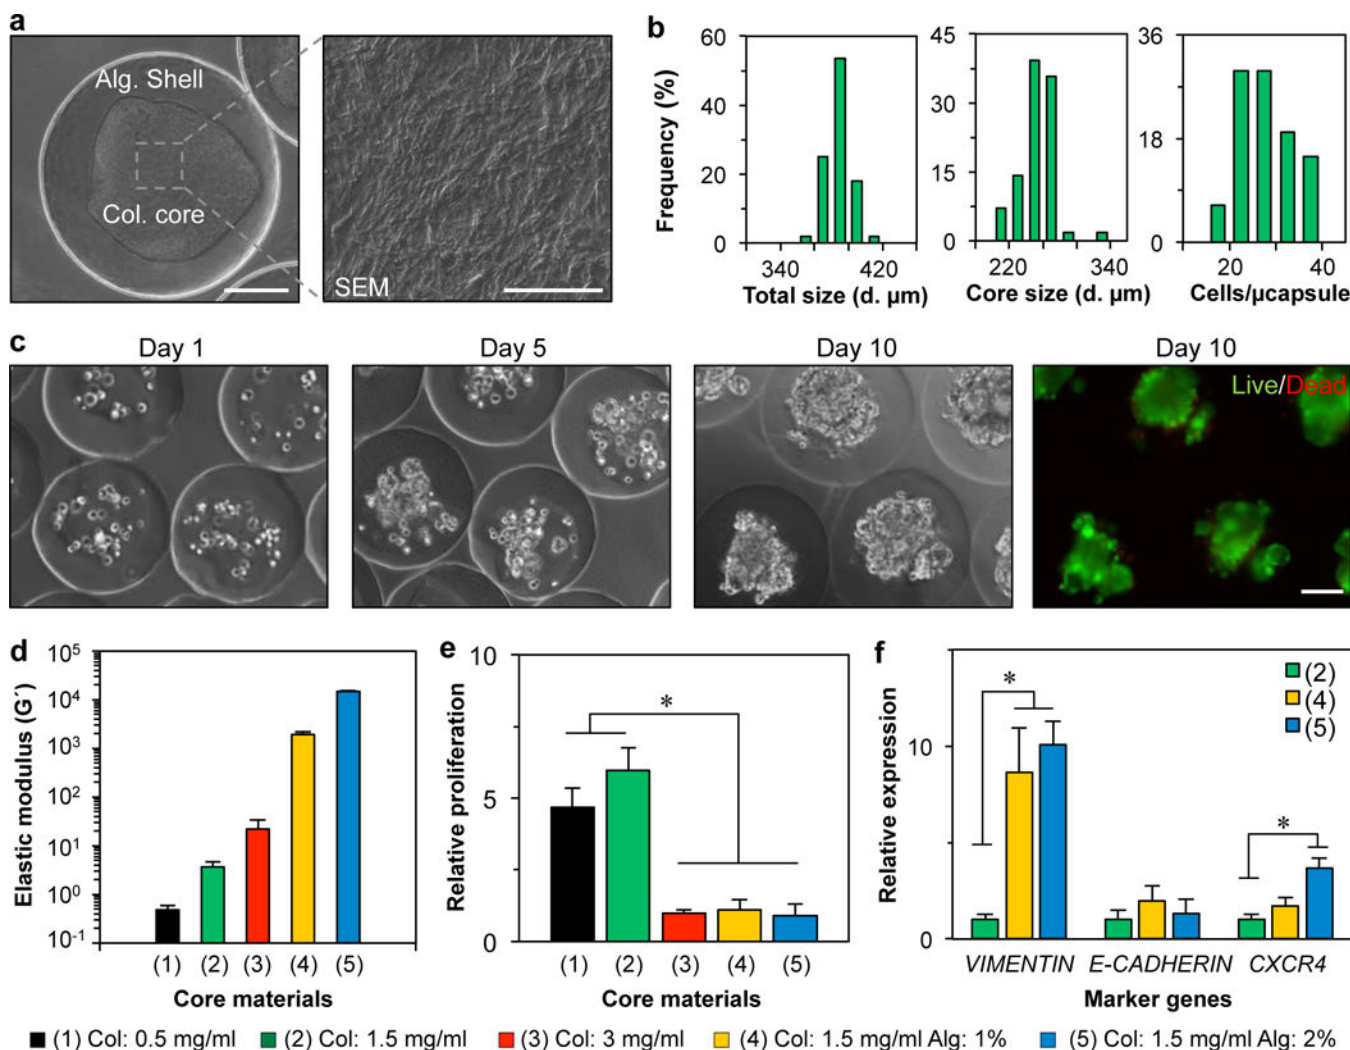 a
Alg. Shell
Col. core
SEM
b
Frequency (%)
60
40
20
0
340 420
Total size (d. µm)
45
30
15
0
220 340
Core size (d. µm)
36
18
0
20 40
Cells/µcapsule
c
Day 1 Day 5 Day 10 Day 10
Live/Dead
d
Elastic modulus (G´)
10⁵
10⁴
10³
10²
10¹
10⁰
10⁻¹
(1) (2) (3) (4) (5)
Core materials
e
Relative proliferation
10
5
0
*
(1) (2) (3) (4) (5)
Core materials
f
Relative expression
10
0
*
*
(2)
(4)
(5)
VIMENTIN E-CADHERIN CXCR4
Marker genes
(1) Col: 0.5 mg/ml (2) Col: 1.5 mg/ml (3) Col: 3 mg/ml (4) Col: 1.5 mg/ml Alg: 1% (5) Col: 1.5 mg/ml Alg: 2%